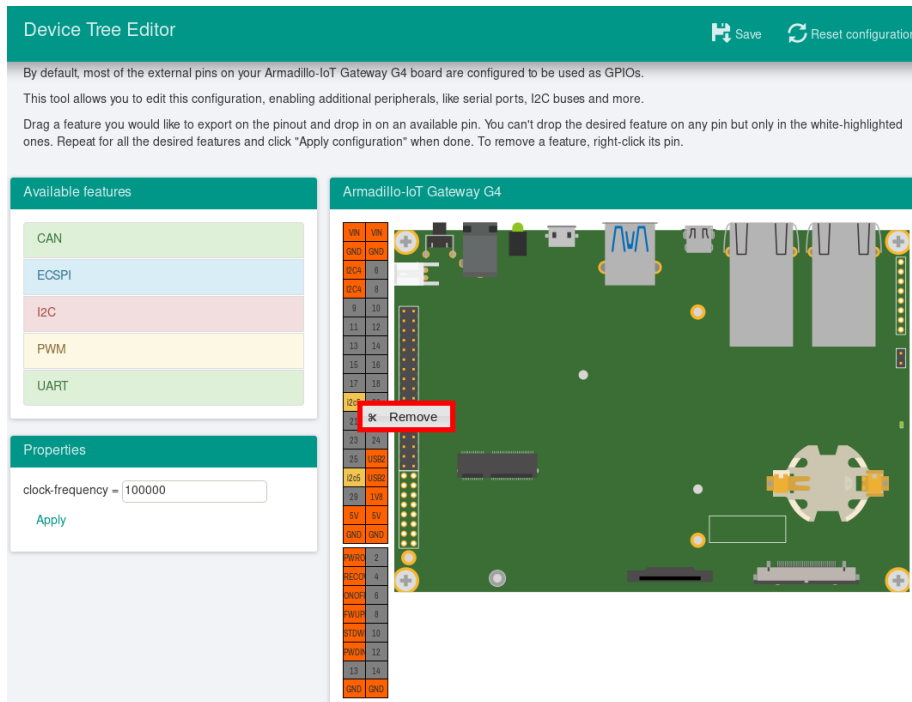 Device Tree Editor
Save
Reset configuration
By default, most of the external pins on your Armadillo-IoT Gateway G4 board are configured to be used as GPIOs.
This tool allows you to edit this configuration, enabling additional peripherals, like serial ports, I2C buses and more.
Drag a feature you would like to export on the pinout and drop in on an available pin. You can't drop the desired feature on any pin but only in the white-highlighted
ones. Repeat for all the desired features and click "Apply configuration" when done. To remove a feature, right-click its pin.
Available features
CAN
ECSPI
I2C
PWM
UART
Properties
clock-frequency = 100000
Apply
Armadillo-IoT Gateway G4
VIN VIN
GND GND
I2C4 6
I2C4 8
9 10
11 12
13 14
15 16
17 18
Remove
23 24
25 USB2
i2c5 USB2
29 1V8
5V 5V
GND GND
PWRO 2
RECO 4
ONOF 6
FWUP 8
STDW 10
PWDIN 12
13 14
GND GND